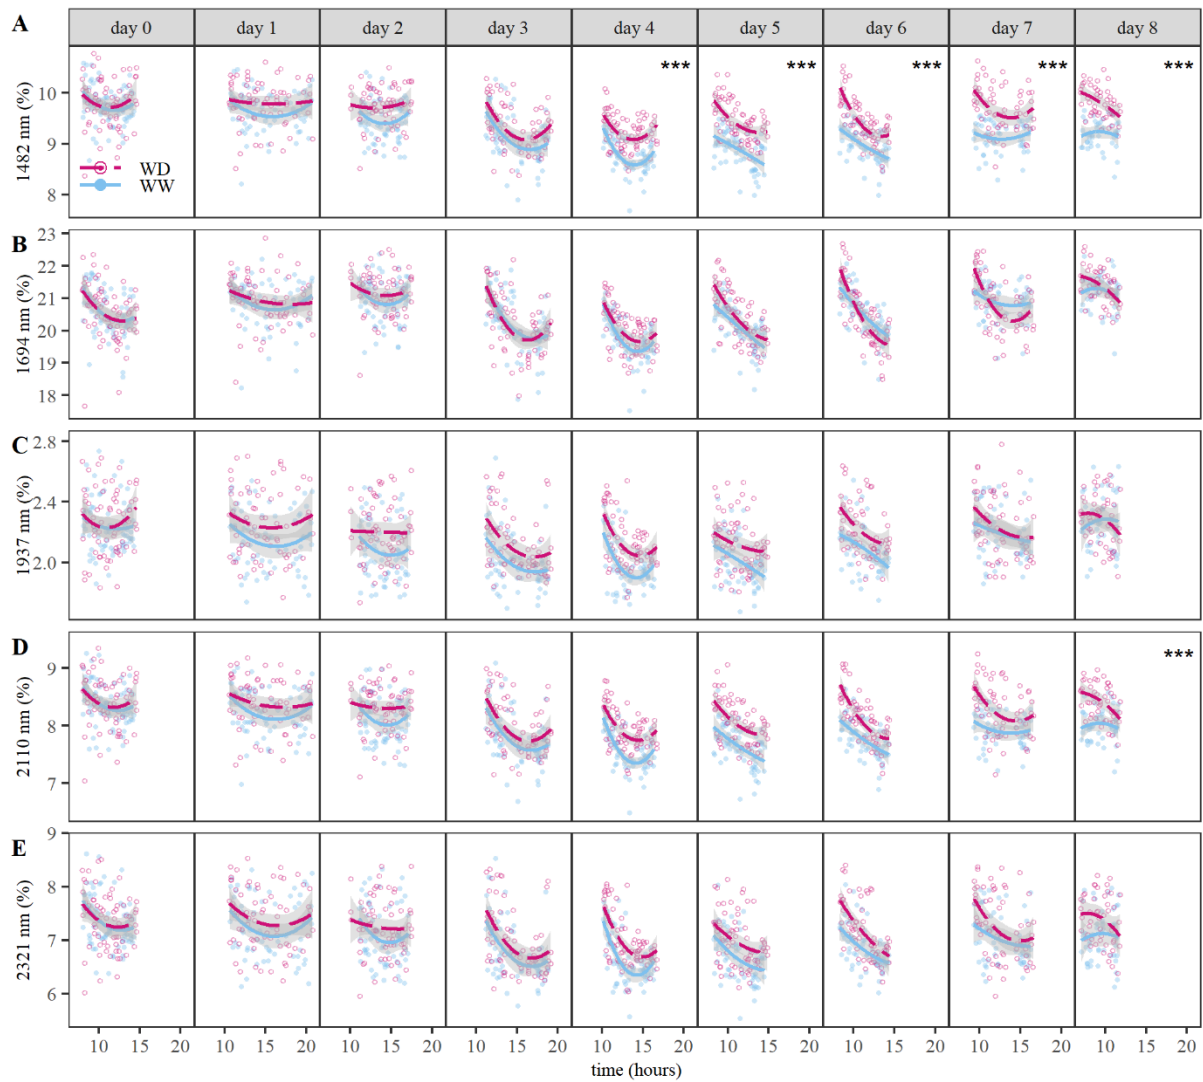 A
day 0 day 1 day 2 day 3 day 4 day 5 day 6 day 7 day 8
1482 nm (%)
10
9
8
WD
WW
*** *** *** *** ***
B
1694 nm (%)
23
22
21
20
19
18
C
1937 nm (%)
2.8
2.4
2.0
D
2110 nm (%)
9
8
7
***
E
2321 nm (%)
9
8
7
6
10 15 20 10 15 20 10 15 20 10 15 20 10 15 20 10 15 20 10 15 20 10 15 20 10 15 20
time (hours)